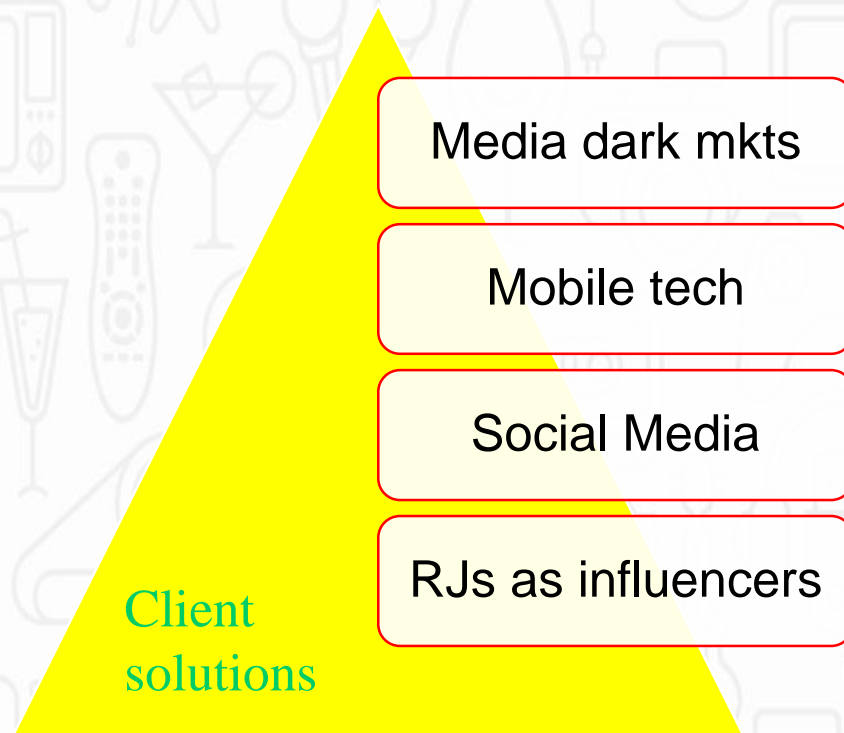 Media dark mkts
Mobile tech
Social Media
RJs as influencers
Client
solutions